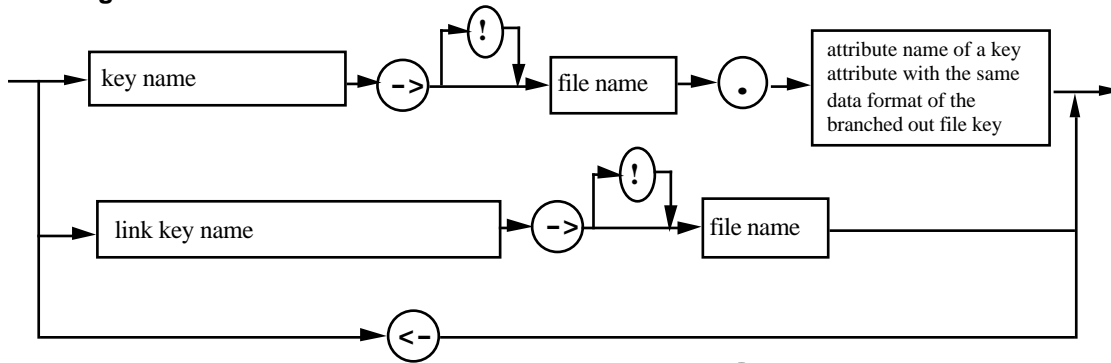 !
key name
->
file name
.
attribute name of a key
attribute with the same
data format of the
branched out file key
!
link key name
->
file name
<-